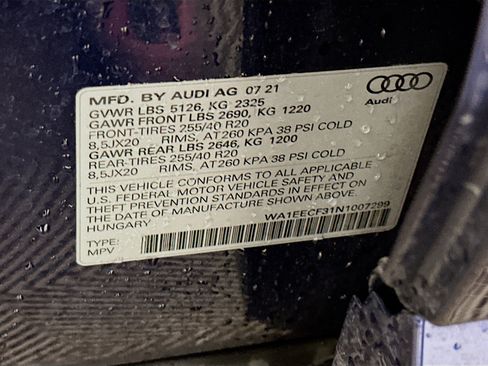 MFD. BY AUDI AG 07 21
GVWR LBS 5126, KG 2325
GAWR FRONT LBS 2690, KG 1220
FRONT-TIRES 255/40 R20
8,5JX20 RIMS, AT260 KPA 38 PSI COLD
GAWR REAR LBS 2646, KG 1200
REAR-TIRES 255/40 R20
8,5JX20 RIMS, AT260 KPA 38 PSI COLD
THIS VEHICLE CONFORMS TO ALL APPLICABLE
U.S. FEDERAL MOTOR VEHICLE SAFETY AND
THEFT PREVENTION STANDARDS IN EFFECT ON
THE DATE OF MANUFACTURE SHOWN ABOVE.
HUNGARY
WA1EECF31N1007299
TYPE:
MPV
Audi